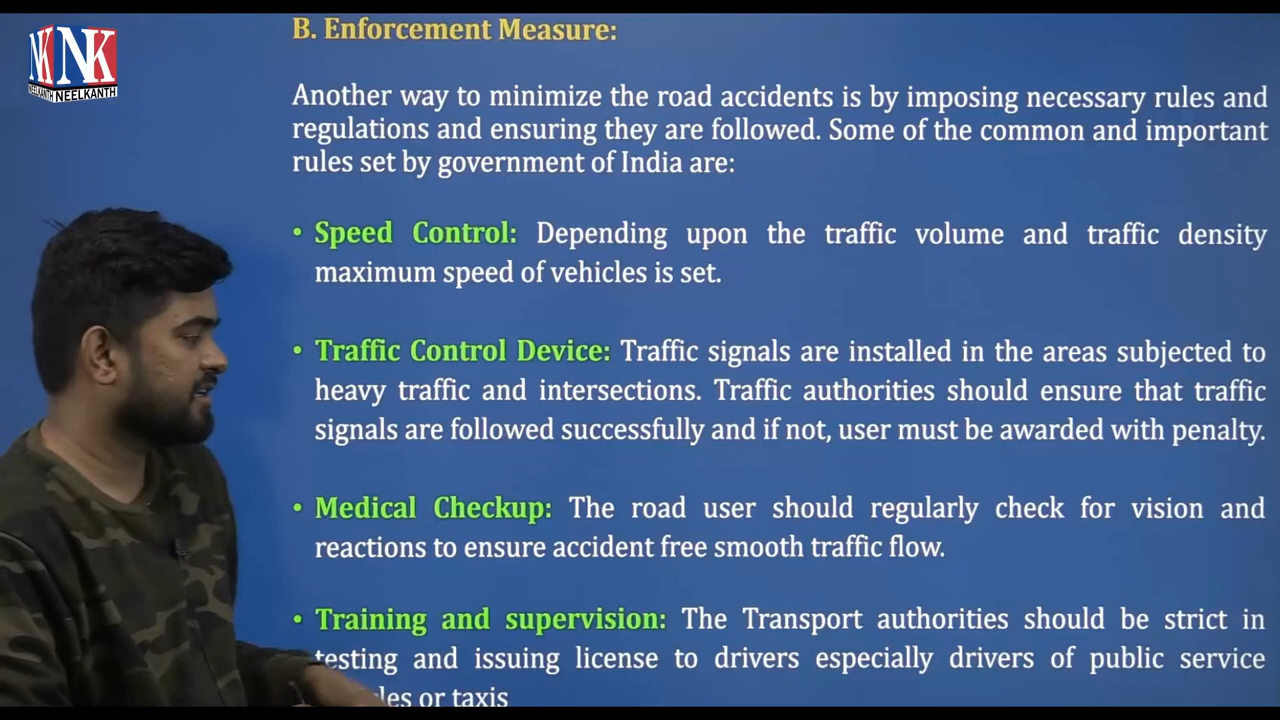 NK NK
NEELKANTH NEELKANTH
B. Enforcement Measure:
Another way to minimize the road accidents is by imposing necessary rules and
regulations and ensuring they are followed. Some of the common and important
rules set by government of India are:
• Speed Control: Depending upon the traffic volume and traffic density
maximum speed of vehicles is set.
• Traffic Control Device: Traffic signals are installed in the areas subjected to
heavy traffic and intersections. Traffic authorities should ensure that traffic
signals are followed successfully and if not, user must be awarded with penalty.
• Medical Checkup: The road user should regularly check for vision and
reactions to ensure accident free smooth traffic flow.
• Training and supervision: The Transport authorities should be strict in
testing and issuing license to drivers especially drivers of public service
or taxis